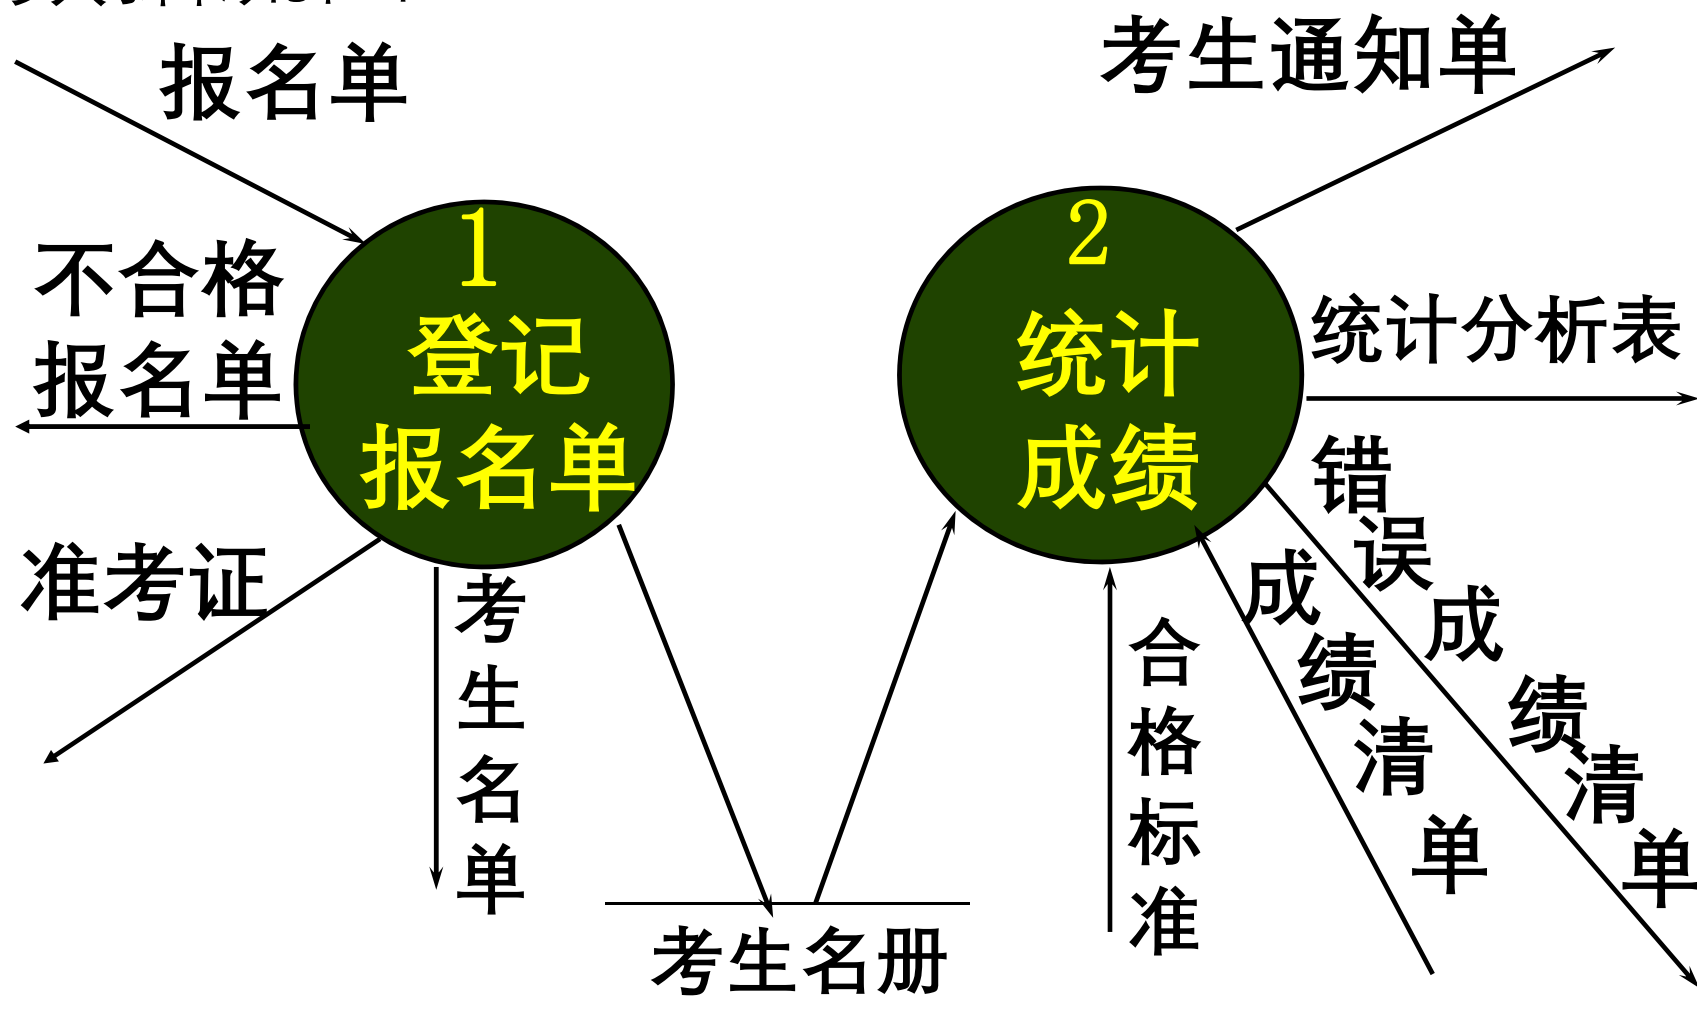 报名单
考生通知单
1
登记
报名单
2
统计
成绩
不合格
报名单
统计分析表
准考证
考生名单
合格标准
成绩清单
错误成绩清单
考生名册